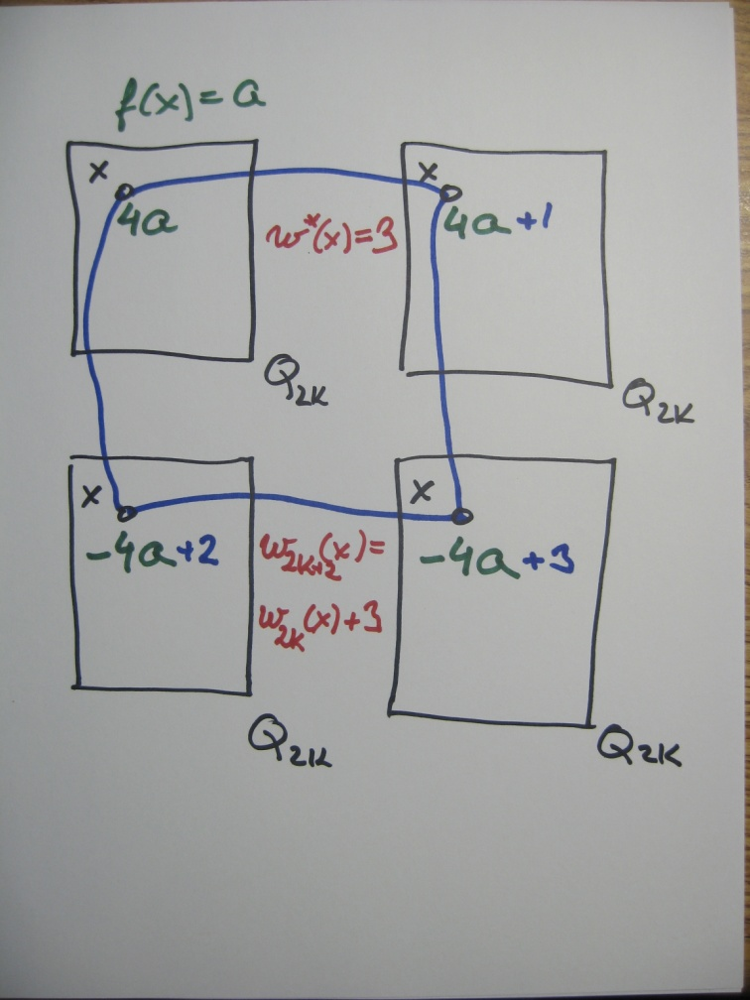 f(x) = a
x x
4a w*(x)=3 4a+1
Q2K
Q2K
x x
-4a+2 w2K+2(x)= -4a+3
w2K(x)+3
Q2K Q2K